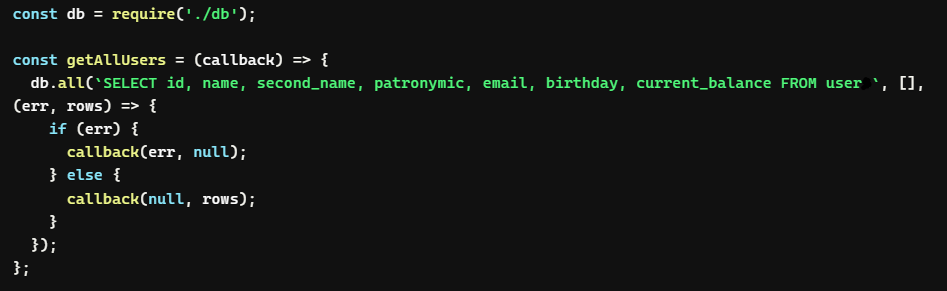 const db = require('./db');
const getAllUsers = (callback) => {
db.all(`SELECT id, name, second_name, patronymic, email, birthday, current_balance FROM user`, [],
(err, rows) => {
if (err) {
callback(err, null);
} else {
callback(null, rows);
}
});
};